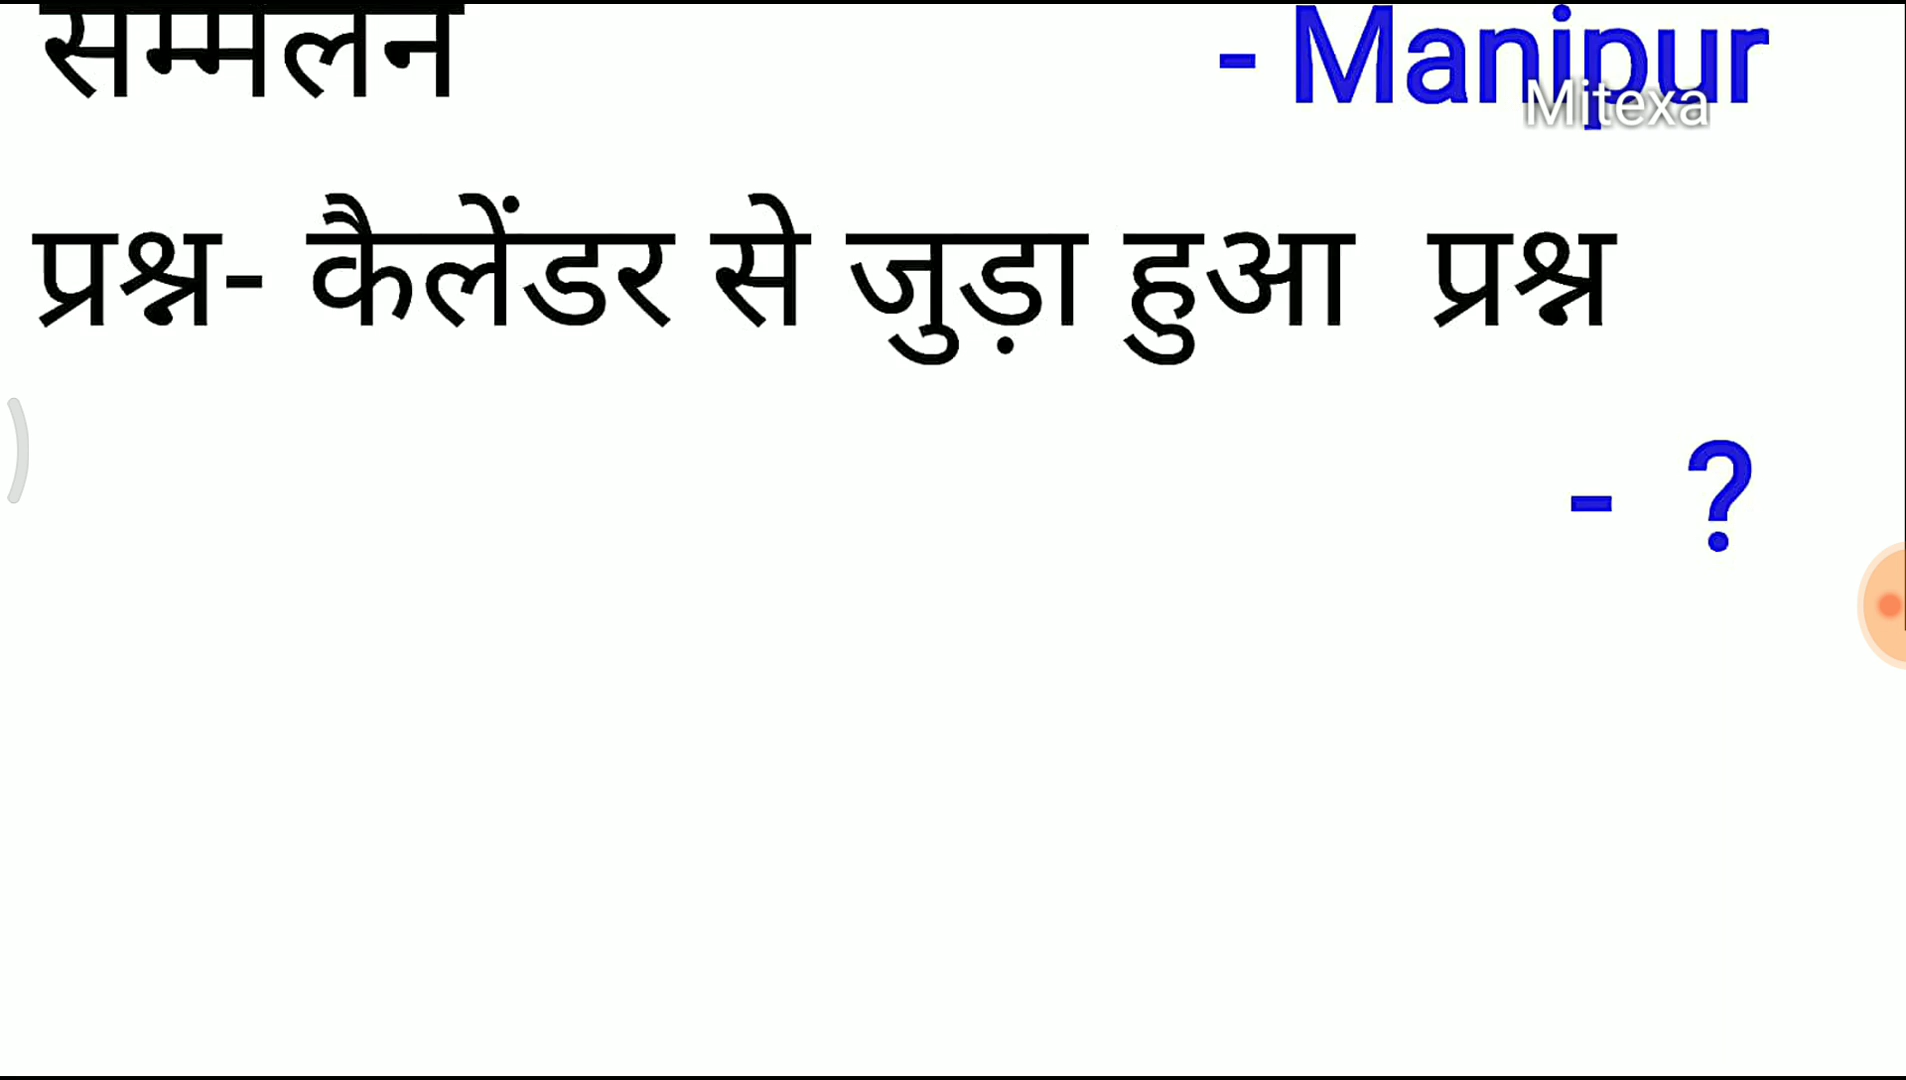 सम्मेलन - Manipur
Mitexa
प्रश्न- कैलेंडर से जुड़ा हुआ प्रश्न
- ?